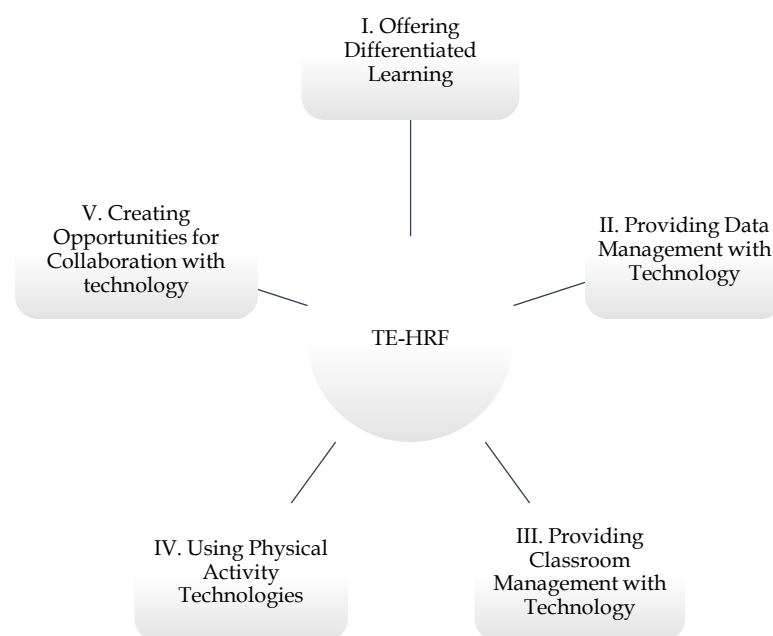 I. Offering
Differentiated
Learning
II. Providing Data
Management with
Technology
III. Providing
Classroom
Management with
Technology
IV. Using Physical
Activity
Technologies
V. Creating
Opportunities for
Collaboration with
technology
TE-HRF